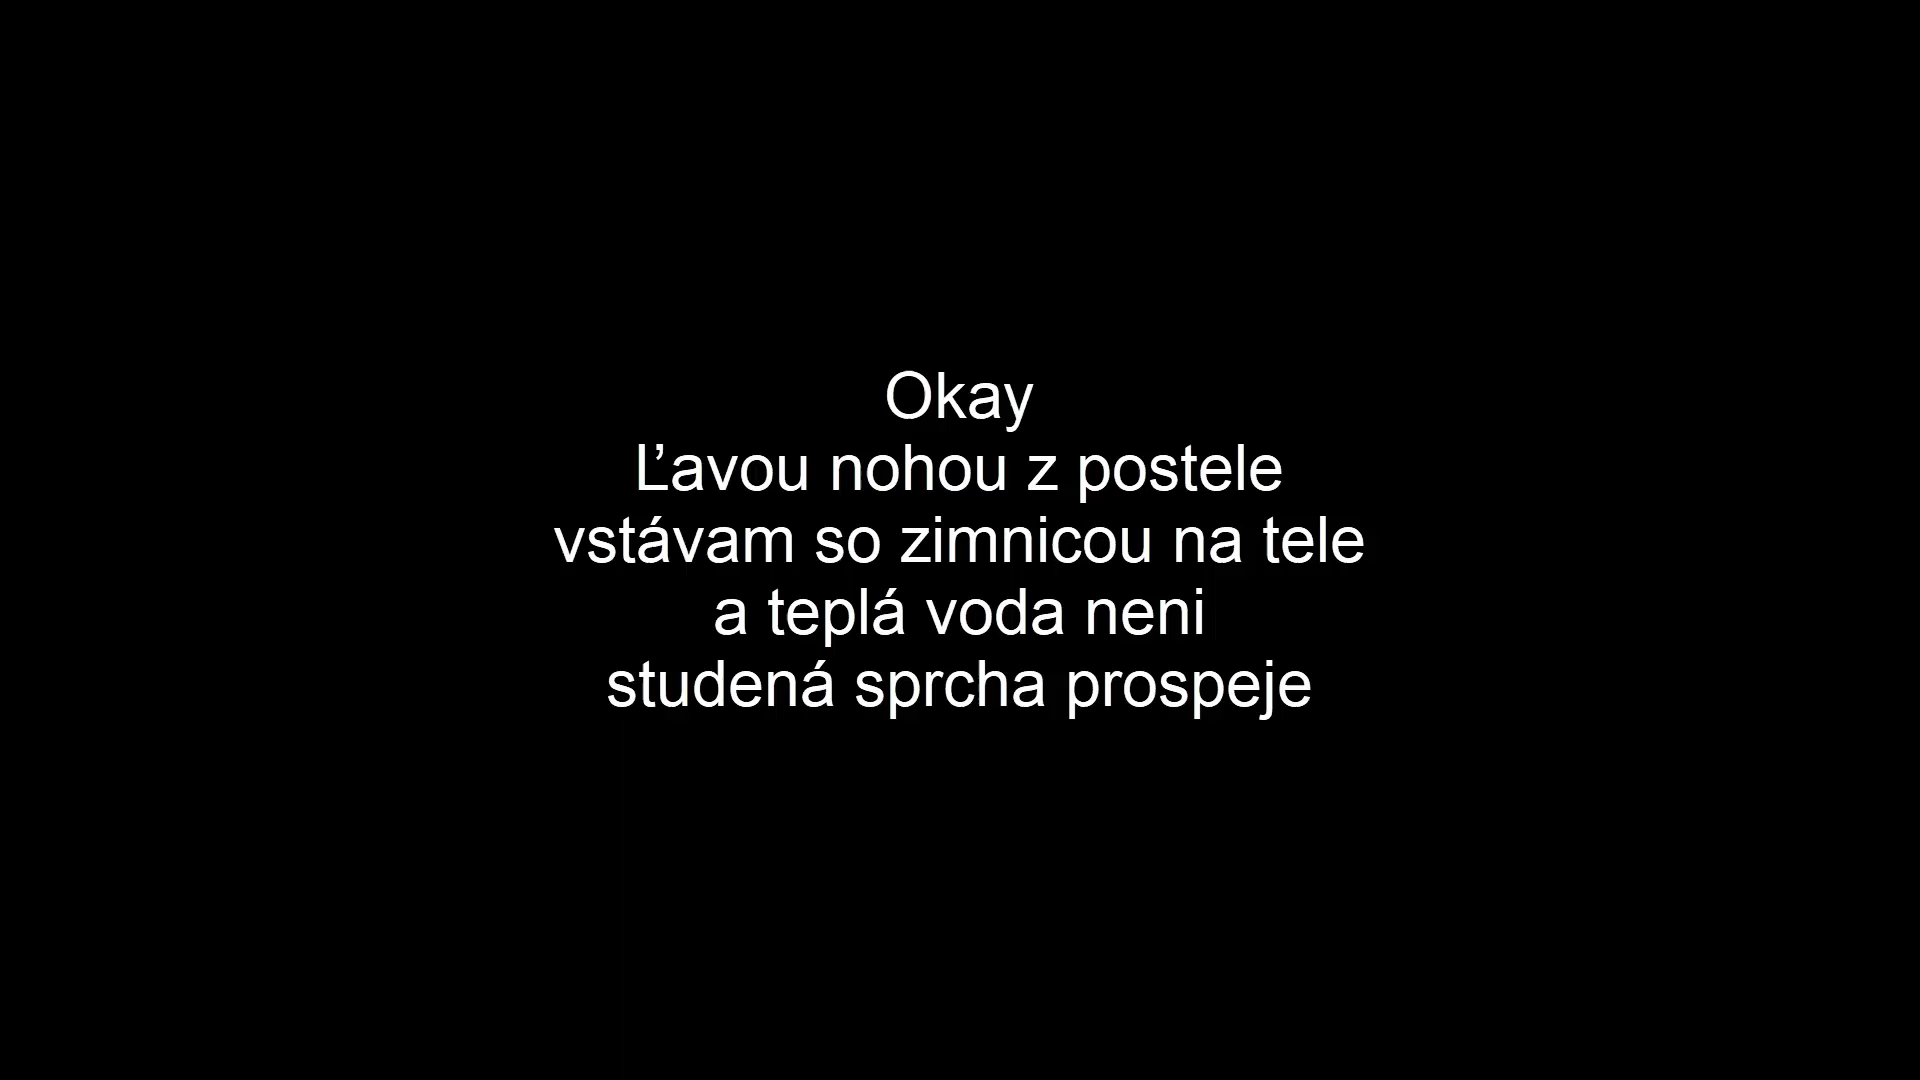 Okay
Ľavou nohou z postele
vstávam so zimnicou na tele
a teplá voda neni
studená sprcha prospeje